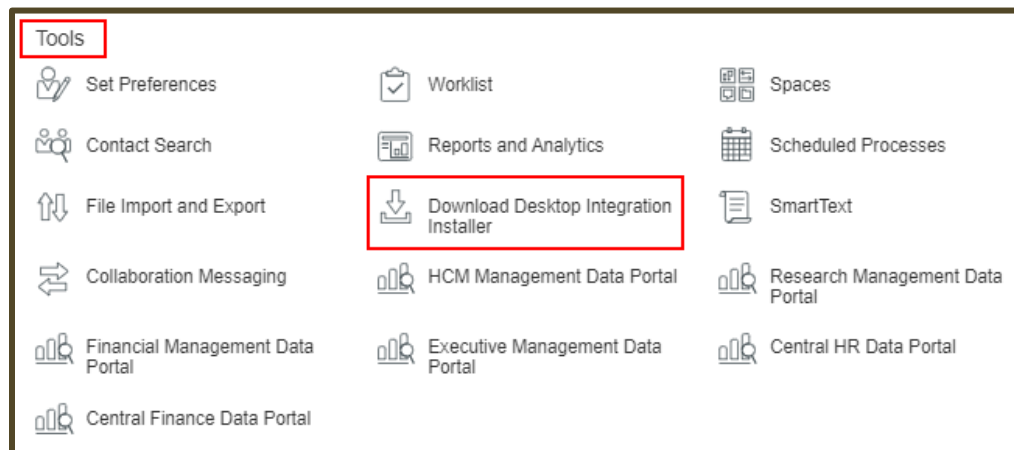 Tools
Set Preferences
Worklist
Spaces
Contact Search
Reports and Analytics
Scheduled Processes
File Import and Export
Download Desktop Integration
Installer
SmartText
Collaboration Messaging
HCM Management Data Portal
Research Management Data
Portal
Financial Management Data
Portal
Executive Management Data
Portal
Central HR Data Portal
Central Finance Data Portal